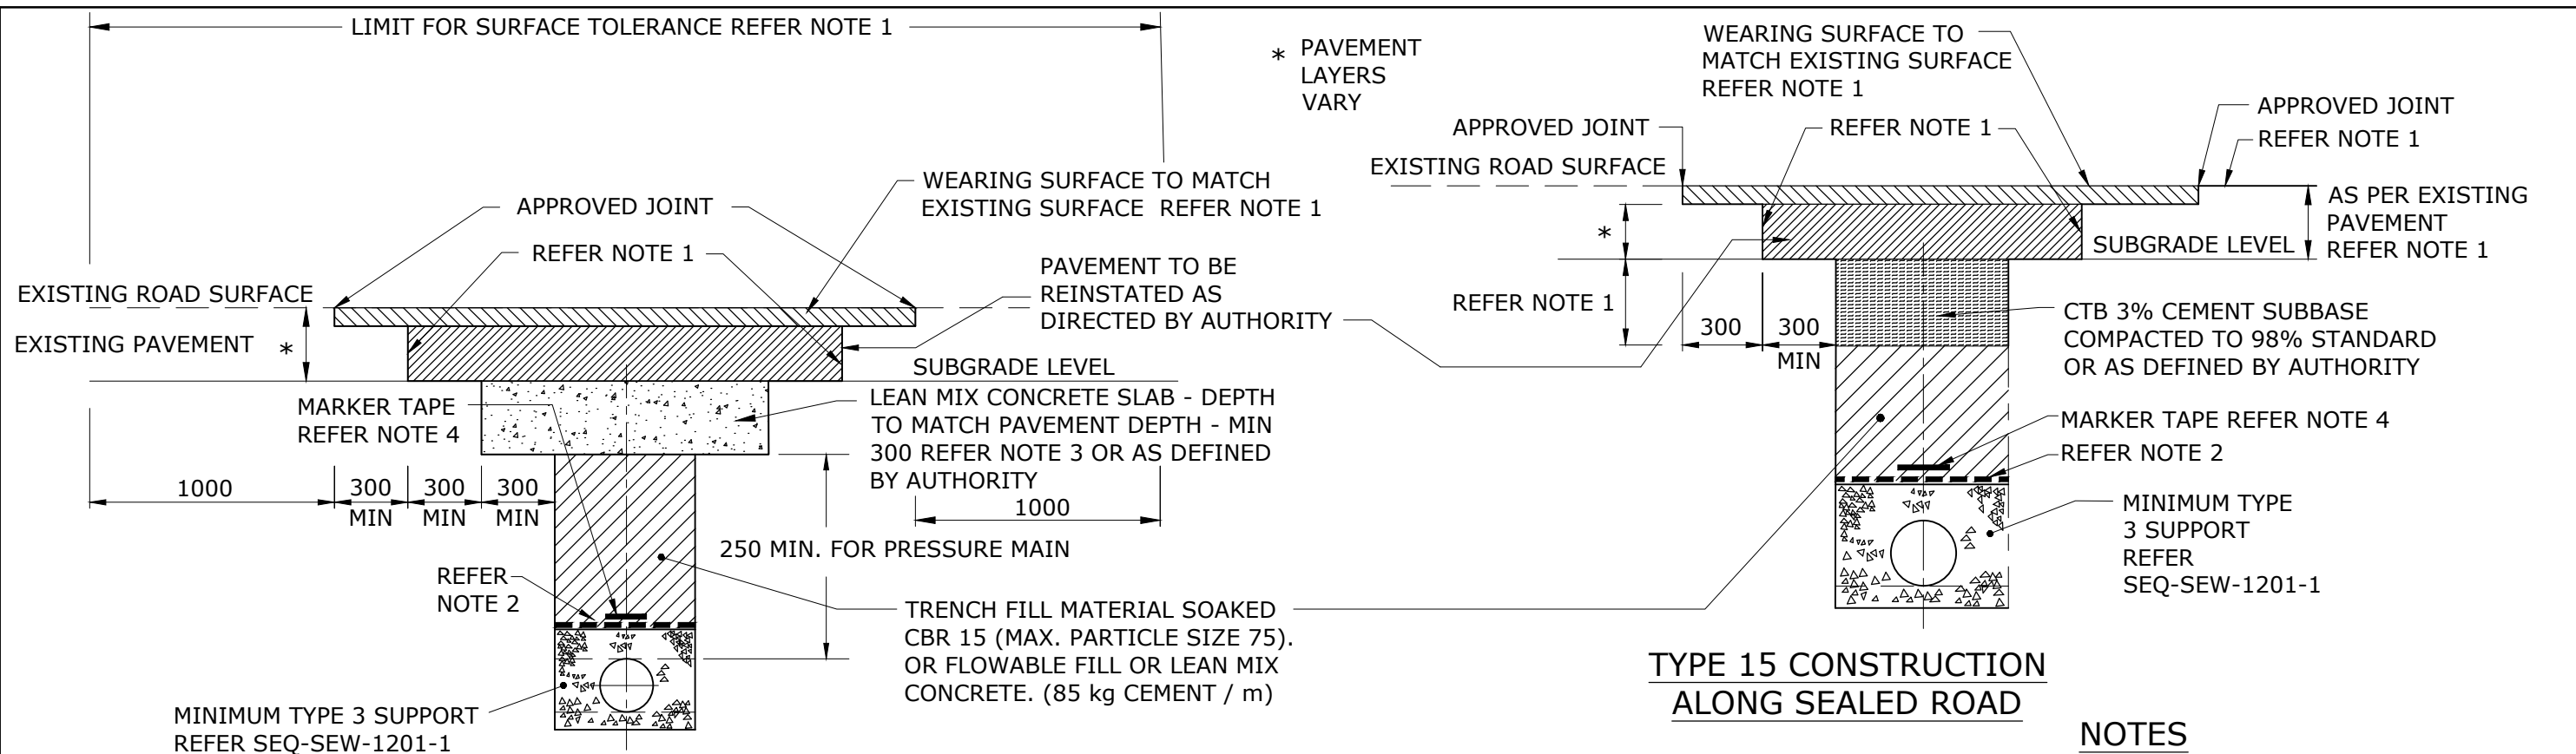 LIMIT FOR SURFACE TOLERANCE REFER NOTE 1
* PAVEMENT
LAYERS
VARY
APPROVED JOINT
REFER NOTE 1
WEARING SURFACE TO MATCH
EXISTING SURFACE REFER NOTE 1
EXISTING ROAD SURFACE
EXISTING PAVEMENT *
PAVEMENT TO BE
REINSTATED AS
DIRECTED BY AUTHORITY
SUBGRADE LEVEL
MARKER TAPE
REFER NOTE 4
LEAN MIX CONCRETE SLAB - DEPTH
TO MATCH PAVEMENT DEPTH - MIN
300 REFER NOTE 3 OR AS DEFINED
BY AUTHORITY
1000
300
MIN
300
MIN
300
MIN
1000
250 MIN. FOR PRESSURE MAIN
REFER
NOTE 2
TRENCH FILL MATERIAL SOAKED
CBR 15 (MAX. PARTICLE SIZE 75).
OR FLOWABLE FILL OR LEAN MIX
CONCRETE. (85 kg CEMENT / m)
MINIMUM TYPE 3 SUPPORT
REFER SEQ-SEW-1201-1
WEARING SURFACE TO
MATCH EXISTING SURFACE
REFER NOTE 1
APPROVED JOINT
REFER NOTE 1
APPROVED JOINT
REFER NOTE 1
EXISTING ROAD SURFACE
*
AS PER EXISTING
PAVEMENT
REFER NOTE 1
SUBGRADE LEVEL
REFER NOTE 1
300
300
MIN
CTB 3% CEMENT SUBBASE
COMPACTED TO 98% STANDARD
OR AS DEFINED BY AUTHORITY
MARKER TAPE REFER NOTE 4
REFER NOTE 2
MINIMUM TYPE
3 SUPPORT
REFER
SEQ-SEW-1201-1
TYPE 15 CONSTRUCTION
ALONG SEALED ROAD
NOTES